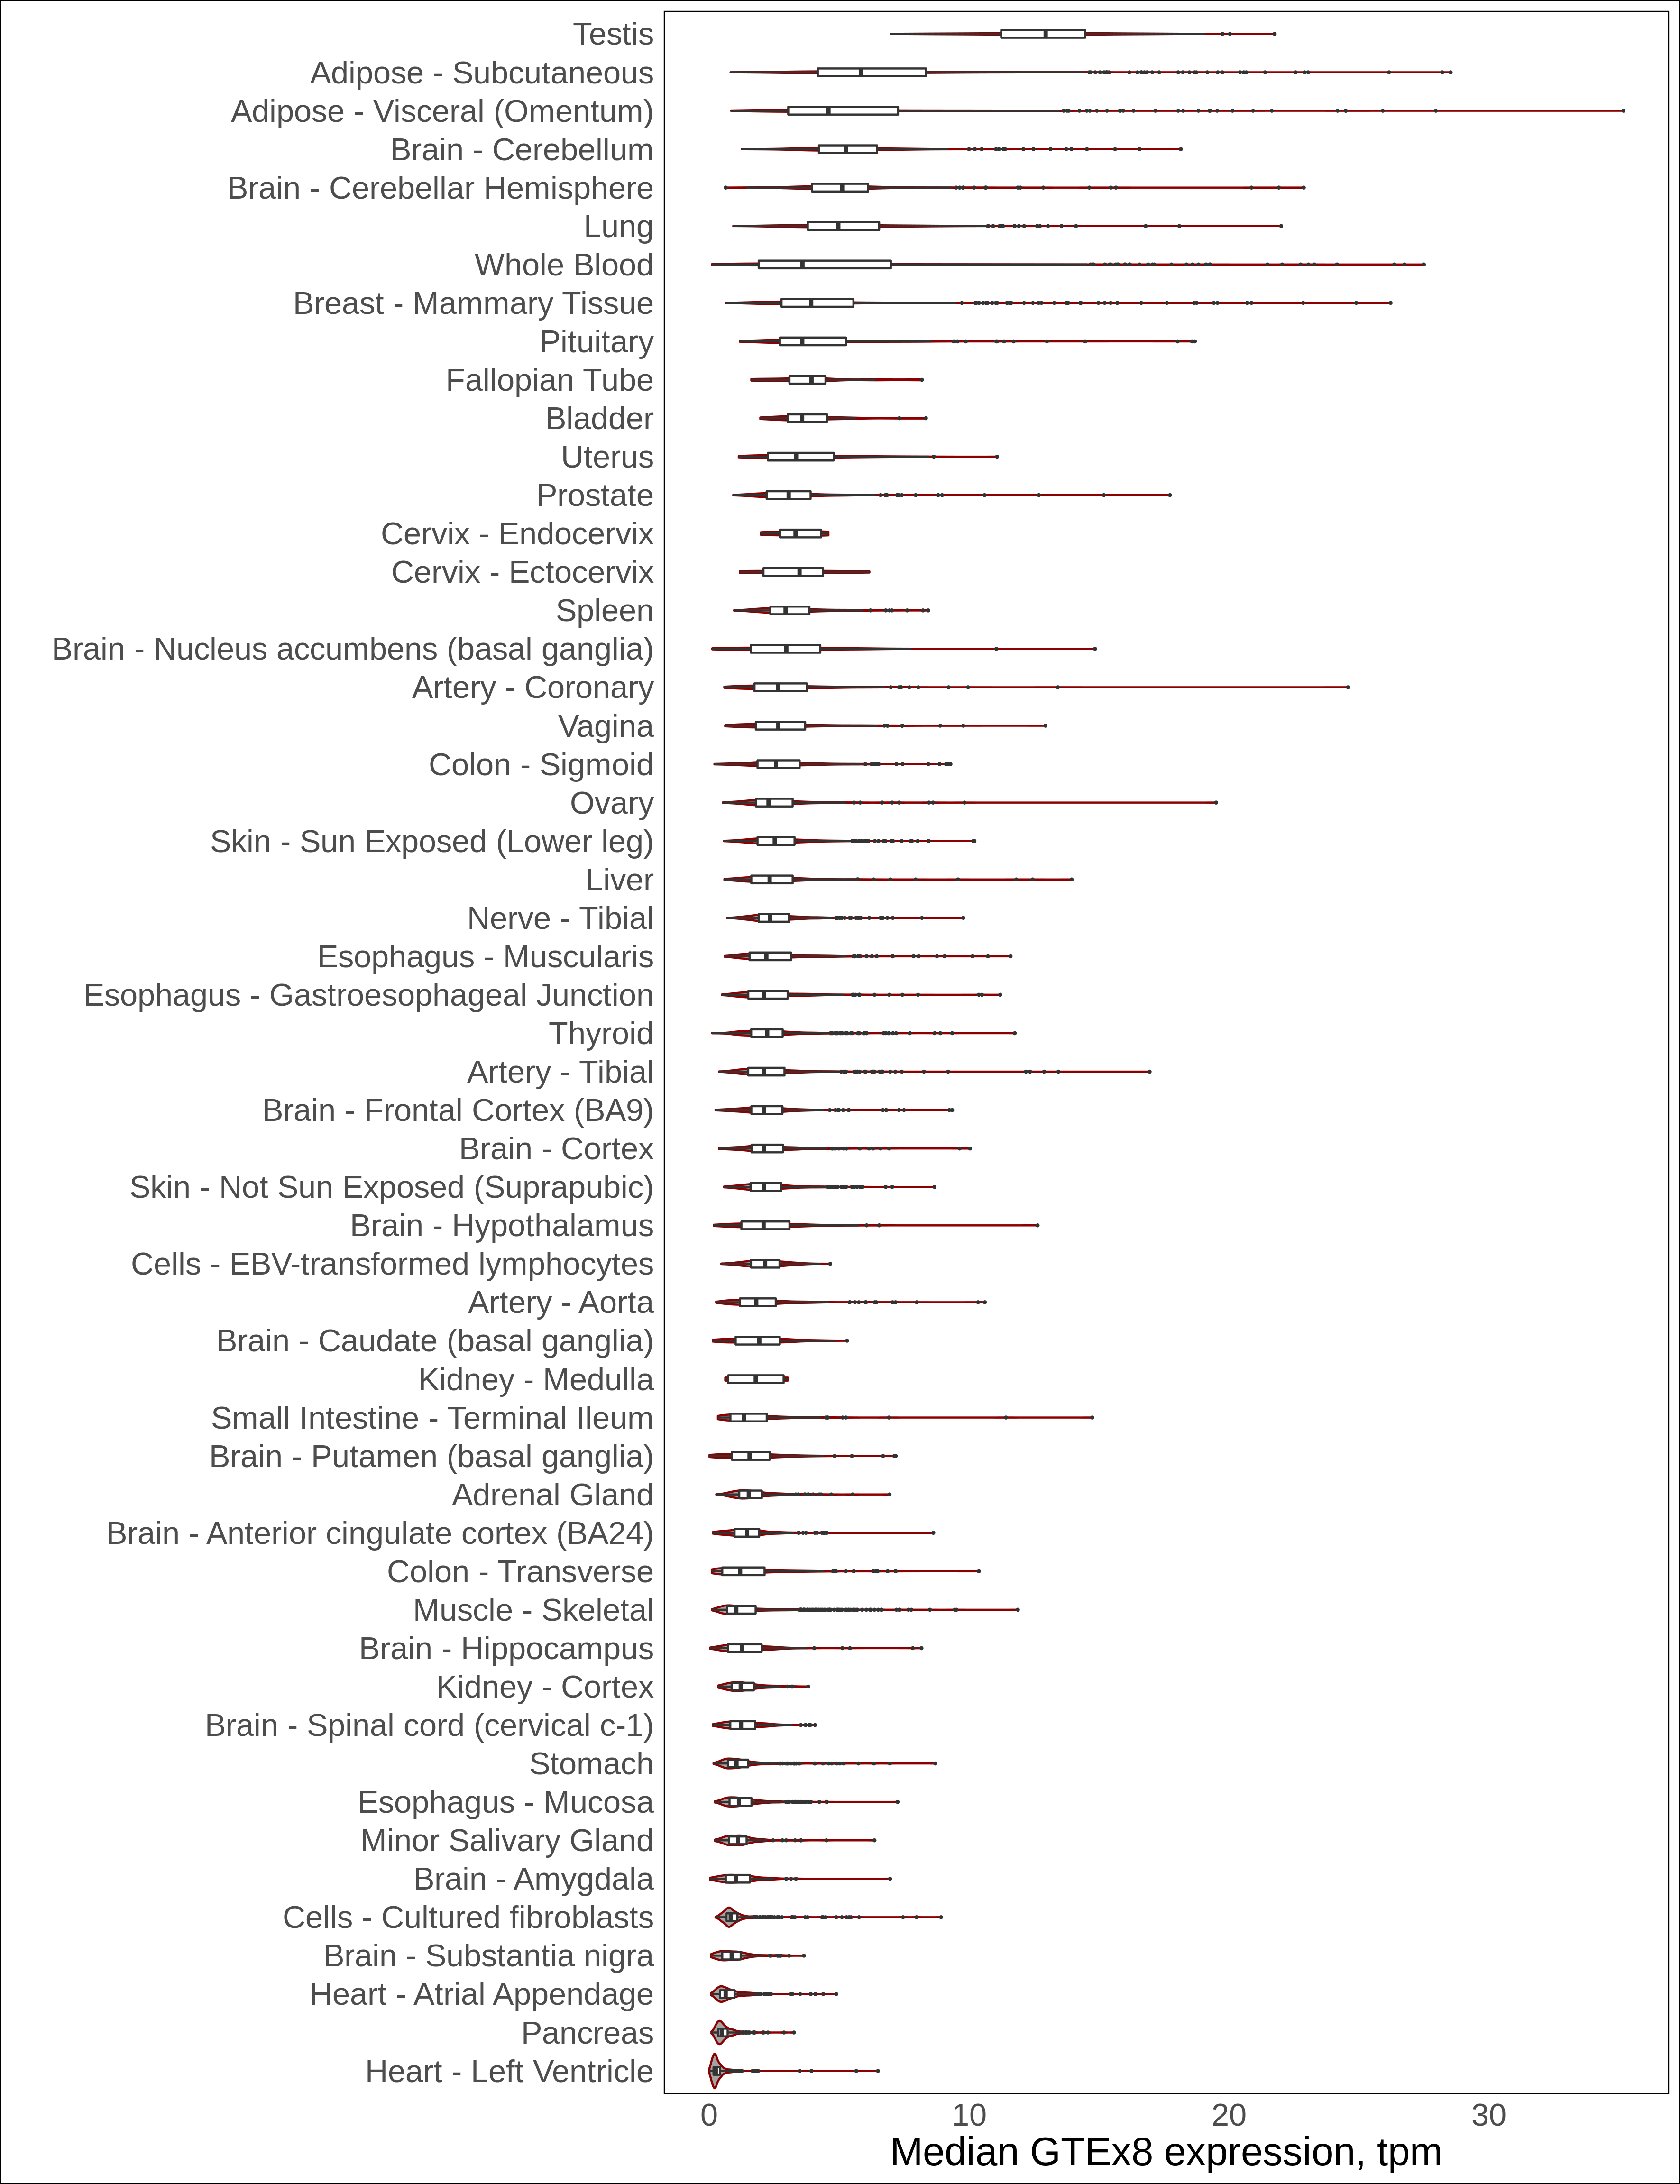 Testis
Adipose - Subcutaneous
Adipose - Visceral (Omentum)
Brain - Cerebellum
Brain - Cerebellar Hemisphere
Lung
Whole Blood
Breast - Mammary Tissue
Pituitary
Fallopian Tube
Bladder
Uterus
Prostate
Cervix - Endocervix
Cervix - Ectocervix
Spleen
Brain - Nucleus accumbens (basal ganglia)
Artery - Coronary
Vagina
Colon - Sigmoid
Ovary
Skin - Sun Exposed (Lower leg)
Liver
Nerve - Tibial
Esophagus - Muscularis
Esophagus - Gastroesophageal Junction
Thyroid
Artery - Tibial
Brain - Frontal Cortex (BA9)
Brain - Cortex
Skin - Not Sun Exposed (Suprapubic)
Brain - Hypothalamus
Cells - EBV-transformed lymphocytes
Artery - Aorta
Brain - Caudate (basal ganglia)
Kidney - Medulla
Small Intestine - Terminal Ileum
Brain - Putamen (basal ganglia)
Adrenal Gland
Brain - Anterior cingulate cortex (BA24)
Colon - Transverse
Muscle - Skeletal
Brain - Hippocampus
Kidney - Cortex
Brain - Spinal cord (cervical c-1)
Stomach
Esophagus - Mucosa
Minor Salivary Gland
Brain - Amygdala
Cells - Cultured fibroblasts
Brain - Substantia nigra
Heart - Atrial Appendage
Pancreas
Heart - Left Ventricle
0 10 20 30
Median GTEx8 expression, tpm